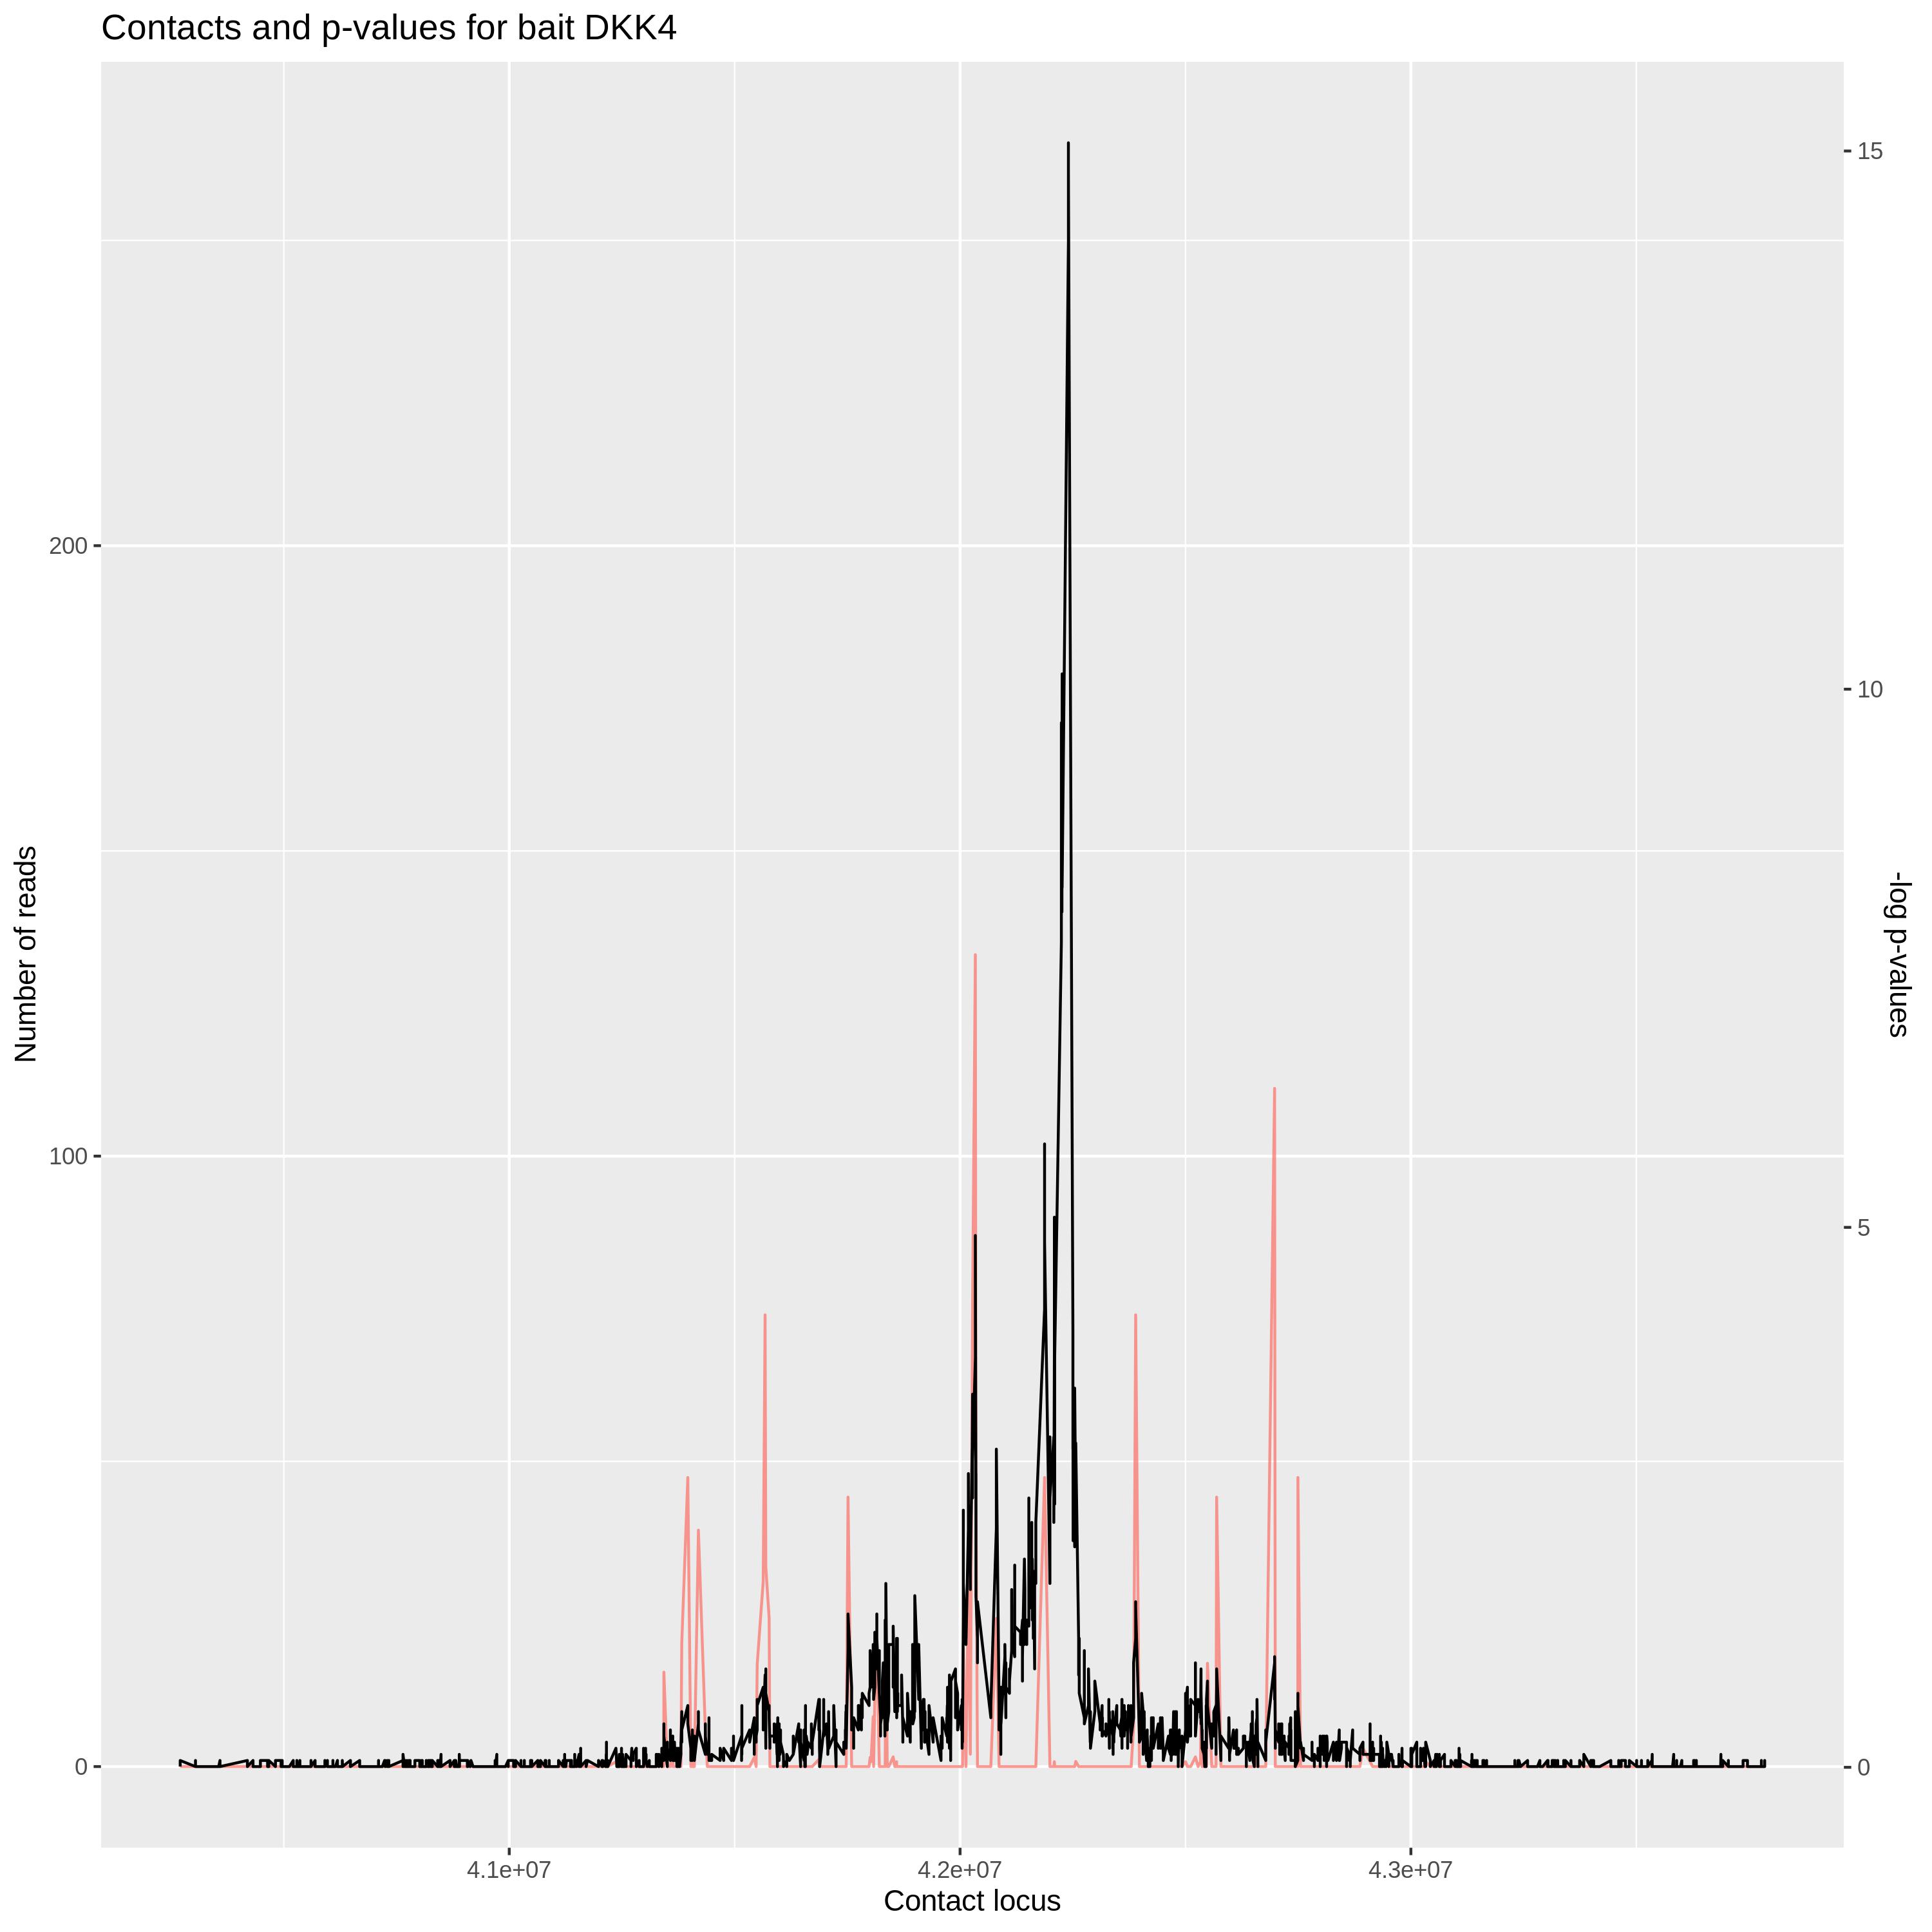 Contacts and p-values for bait DKK4
Number of reads
200
100
0
15
10
5
0
-log p-values
4.1e+07
4.2e+07
4.3e+07
Contact locus